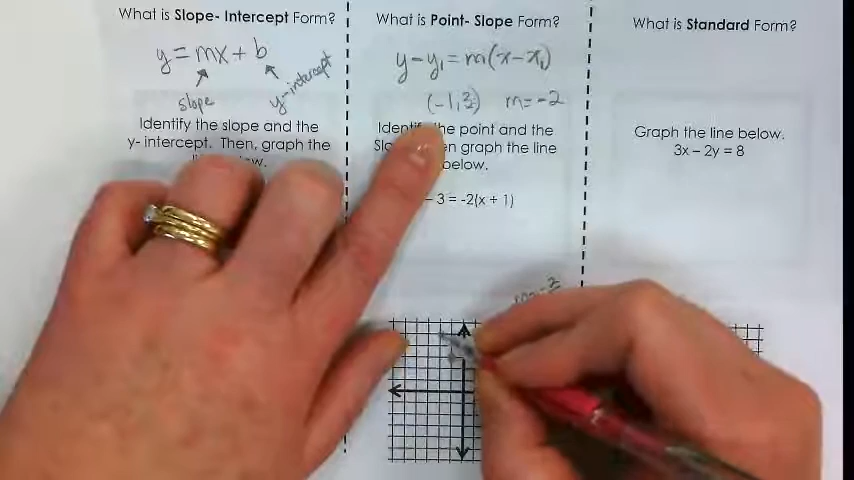 What is Slope- Intercept Form?
y = mx + b
slope
y-intercept
Identify the slope and the
y- intercept. Then, graph the
What is Point- Slope Form?
y - y₁ = m(x - x₁)
(-1, 3) m = -2
Identify the point and the
graph the line
below.
- 3 = -2(x + 1)
What is Standard Form?
Graph the line below.
3x – 2y = 8